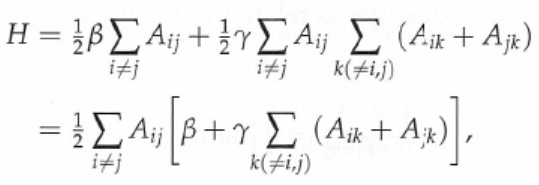 H = ½β∑_{i≠j} A_{ij} + ½γ∑_{i≠j} A_{ij} ∑_{k(≠i,j)} (A_{ik} + A_{jk})
= ½∑_{i≠j} A_{ij} [β + γ∑_{k(≠i,j)} (A_{ik} + A_{jk})],